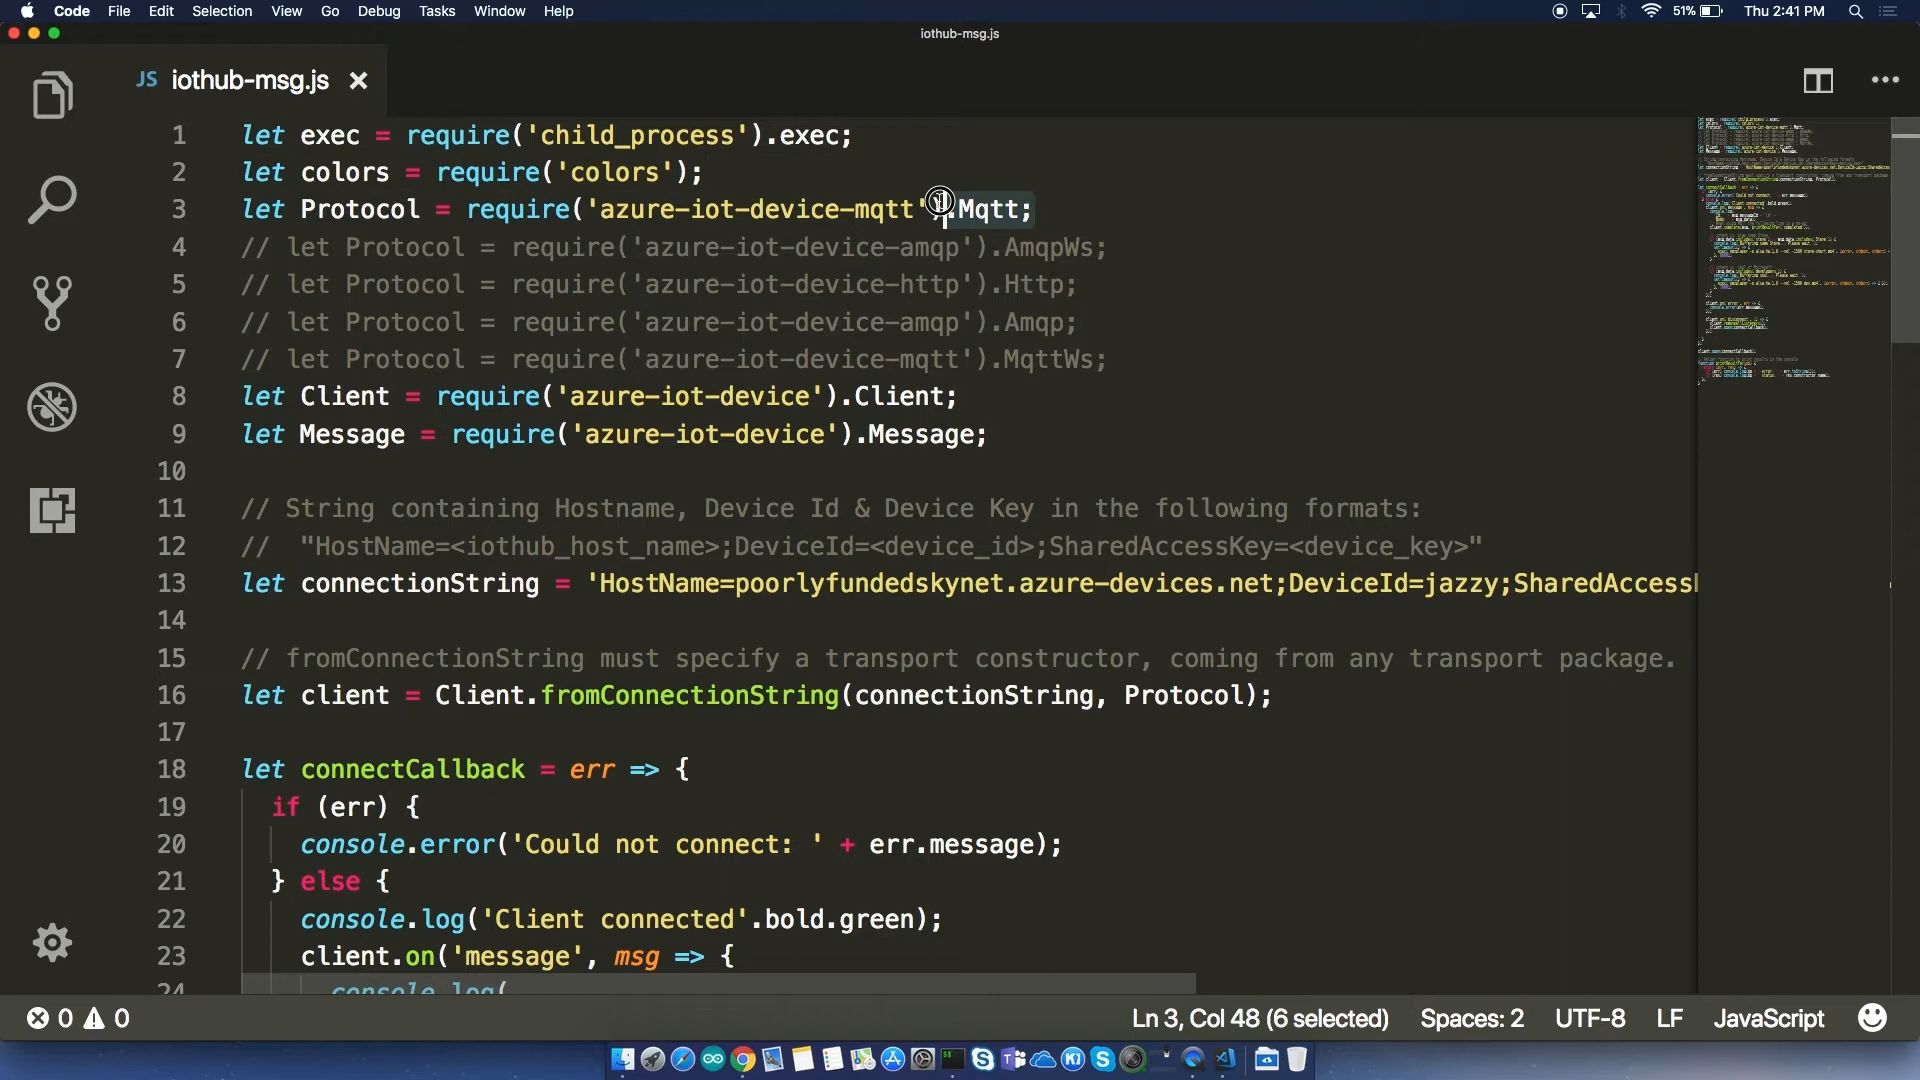 Code File Edit Selection View Go Debug Tasks Window Help 51% Thu 2:41 PM
iothub-msg.js
JS iothub-msg.js
1 let exec = require('child_process').exec;
2 let colors = require('colors');
3 let Protocol = require('azure-iot-device-mqtt').Mqtt;
4 // let Protocol = require('azure-iot-device-amqp').AmqpWs;
5 // let Protocol = require('azure-iot-device-http').Http;
6 // let Protocol = require('azure-iot-device-amqp').Amqp;
7 // let Protocol = require('azure-iot-device-mqtt').MqttWs;
8 let Client = require('azure-iot-device').Client;
9 let Message = require('azure-iot-device').Message;
10
11 // String containing Hostname, Device Id & Device Key in the following formats:
12 //  "HostName=<iothub_host_name>;DeviceId=<device_id>;SharedAccessKey=<device_key>"
13 let connectionString = 'HostName=poorlyfundedskynet.azure-devices.net;DeviceId=jazzy;SharedAccess
14
15 // fromConnectionString must specify a transport constructor, coming from any transport package.
16 let client = Client.fromConnectionString(connectionString, Protocol);
17
18 let connectCallback = err => {
19 if (err) {
20 console.error('Could not connect: ' + err.message);
21 } else {
22 console.log('Client connected'.bold.green);
23 client.on('message', msg => {
24 console.log(
0 0 Ln 3, Col 48 (6 selected) Spaces: 2 UTF-8 LF JavaScript